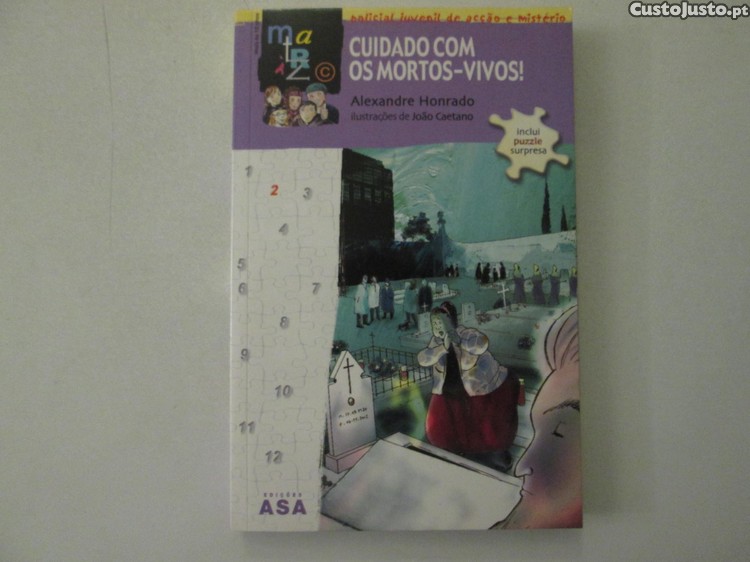 CustoJusto.pt
policial juvenil de acção e mistério
matRiZ ©
CUIDADO COM
OS MORTOS-VIVOS!
Alexandre Honrado
ilustrações de João Caetano
inclui
puzzle
surpresa
1
2
3
4
5
6
7
8
9
10
11
12
EDIÇÕES
ASA